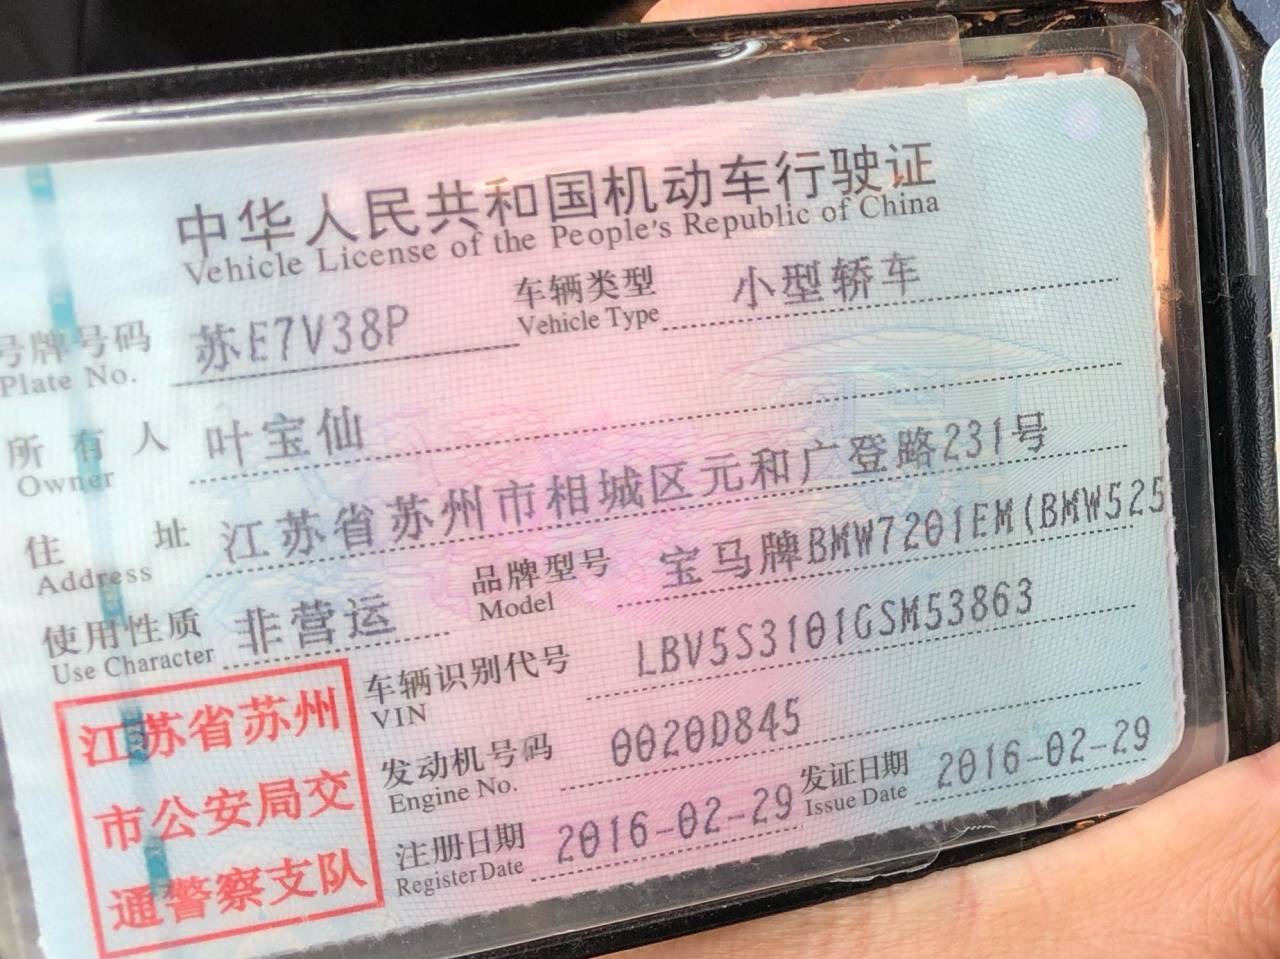 中华人民共和国机动车行驶证
Vehicle License of the People's Republic of China
号牌号码 苏E7V38P 车辆类型 小型轿车
Plate No. Vehicle Type
所有人 叶宝仙
Owner
住址 江苏省苏州市相城区元和广登路231号
Address
使用性质 非营运 品牌型号 宝马牌BMW7201EM(BMW525
Use Character Model
车辆识别代号 LBV5S3101GSM53863
VIN
发动机号码 0020D845
Engine No.
注册日期 2016-02-29 发证日期 2016-02-29
Register Date Issue Date
江苏省苏州
市公安局交
通警察支队